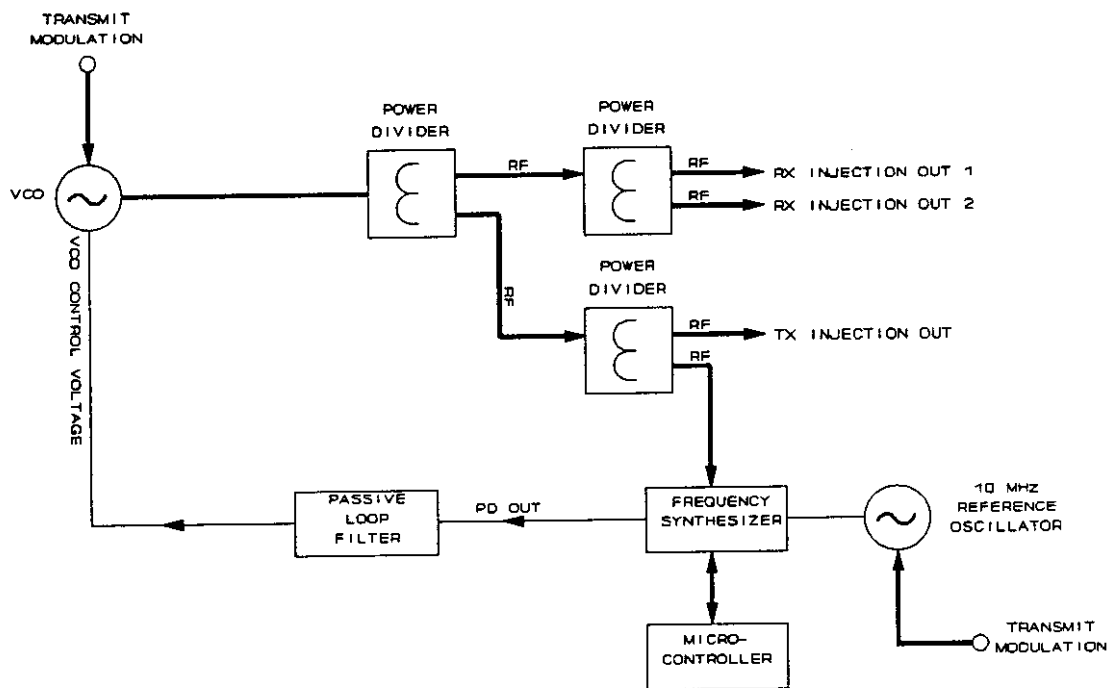 TRANSMIT
MODULATION
VCO
POWER
DIVIDER
RF
POWER
DIVIDER
RF
RX INJECTION OUT 1
RF
RX INJECTION OUT 2
RF
POWER
DIVIDER
RF
TX INJECTION OUT
RF
VCO CONTROL VOLTAGE
PASSIVE
LOOP
FILTER
PD OUT
FREQUENCY
SYNTHESIZER
10 MHZ
REFERENCE
OSCILLATOR
MICRO-
CONTROLLER
TRANSMIT
MODULATION